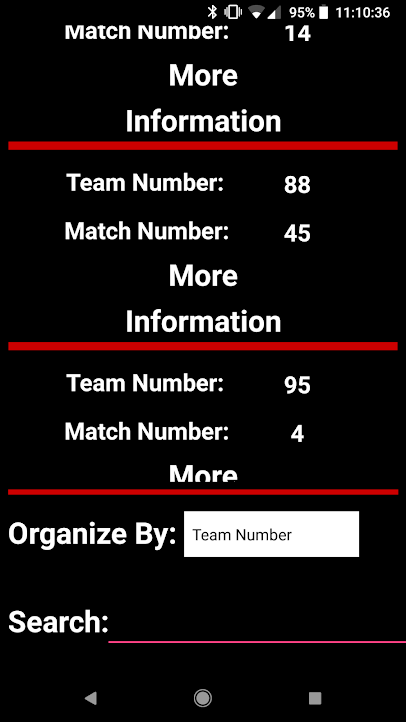 95% 11:10:36
Match Number: 14
More
Information
Team Number: 88
Match Number: 45
More
Information
Team Number: 95
Match Number: 4
More
Organize By: Team Number
Search: